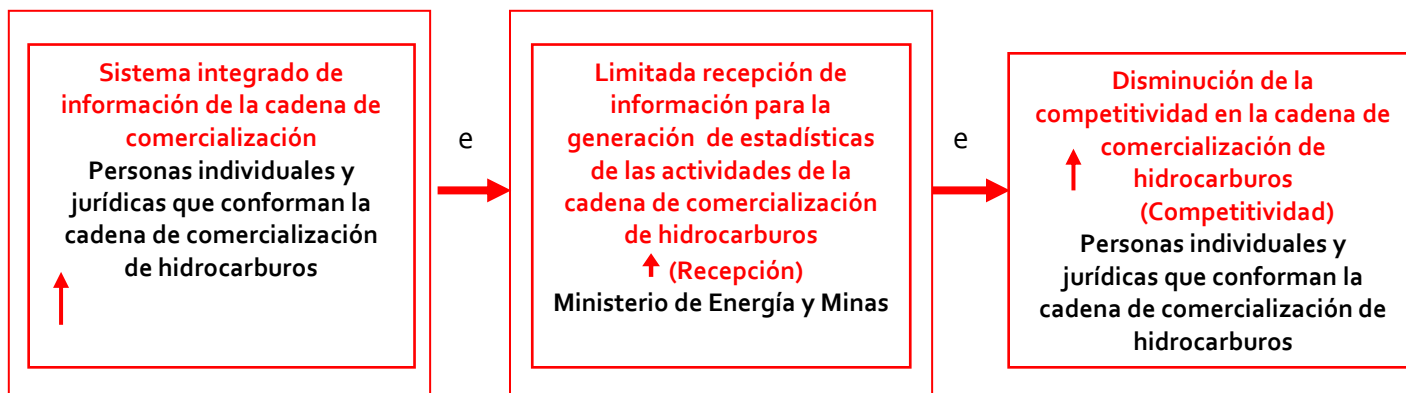 Sistema integrado de
información de la cadena de
comercialización
Personas individuales y
jurídicas que conforman la
cadena de comercialización
de hidrocarburos
e
Limitada recepción de
información para la
generación de estadísticas
de las actividades de la
cadena de comercialización
de hidrocarburos
(Recepción)
Ministerio de Energía y Minas
e
Disminución de la
competitividad en la cadena de
comercialización de
hidrocarburos
(Competitividad)
Personas individuales y
jurídicas que conforman la
cadena de comercialización de
hidrocarburos